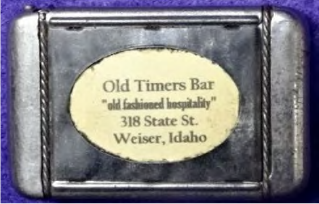 Old Timers Bar
"old fashioned hospitality"
318 State St.
Weiser, Idaho